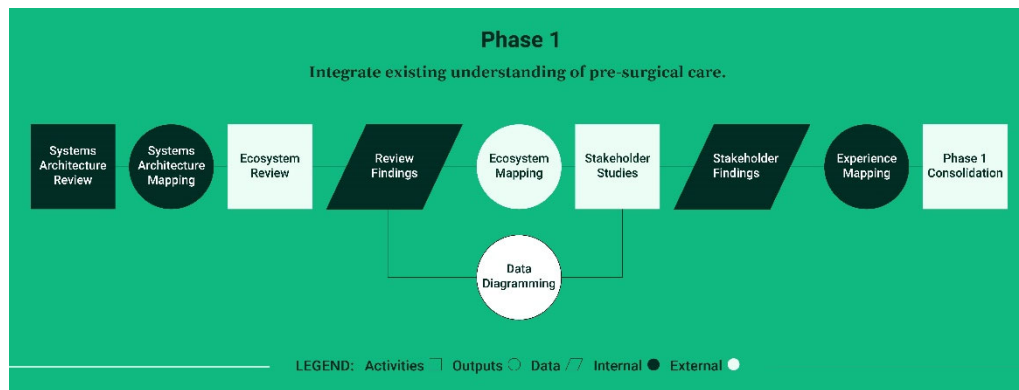 Phase 1
Integrate existing understanding of pre-surgical care.
Systems
Architecture
Review
Systems
Architecture
Mapping
Ecosystem
Review
Review
Findings
Ecosystem
Mapping
Stakeholder
Studies
Stakeholder
Findings
Experience
Mapping
Phase 1
Consolidation
Data
Diagramming
LEGEND: Activities Outputs Data Internal External